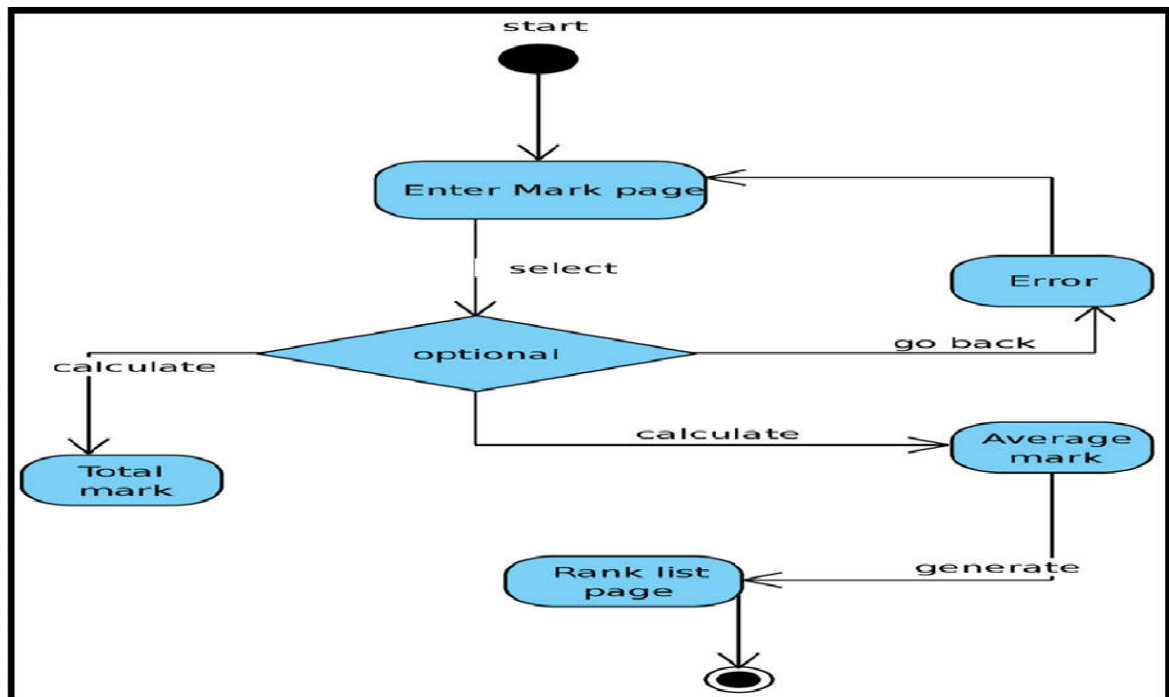 start
Enter Mark page
select
Error
optional
go back
calculate
calculate
Average
mark
Total
mark
Rank list
page
generate